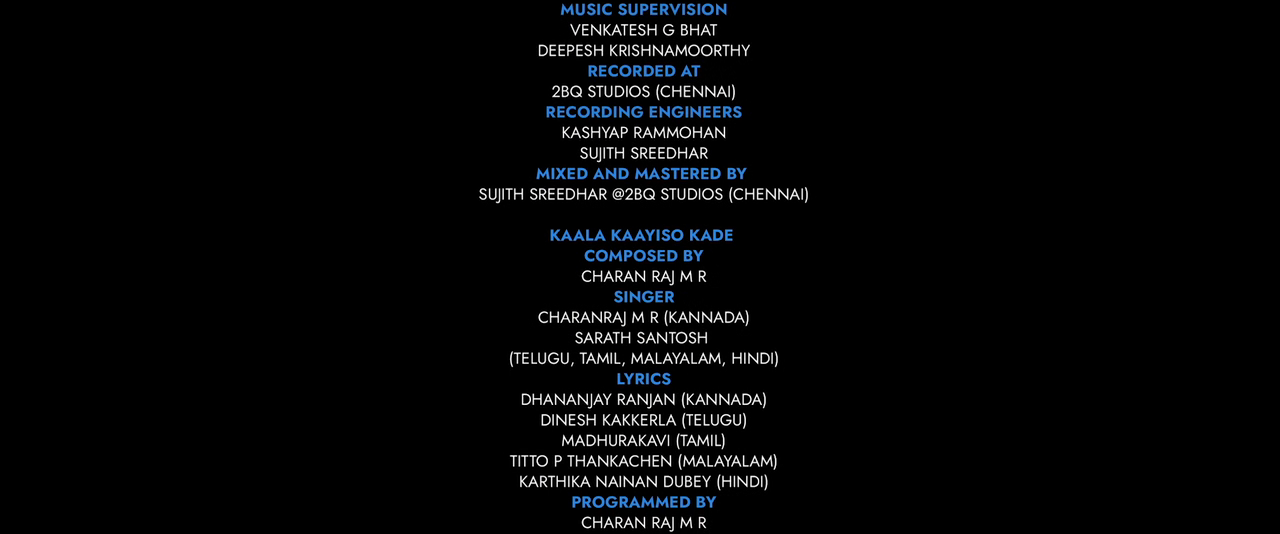 MUSIC SUPERVISION
VENKATESH G BHAT
DEEPESH KRISHNAMOORTHY
RECORDED AT
2BQ STUDIOS (CHENNAI)
RECORDING ENGINEERS
KASHYAP RAMMOHAN
SUJITH SREEDHAR
MIXED AND MASTERED BY
SUJITH SREEDHAR @2BQ STUDIOS (CHENNAI)
KAALA KAAYISO KADE
COMPOSED BY
CHARAN RAJ M R
SINGER
CHARANRAJ M R (KANNADA)
SARATH SANTOSH
(TELUGU, TAMIL, MALAYALAM, HINDI)
LYRICS
DHANANJAY RANJAN (KANNADA)
DINESH KAKKERLA (TELUGU)
MADHURAKAVI (TAMIL)
TITTO P THANKACHEN (MALAYALAM)
KARTHIKA NAINAN DUBEY (HINDI)
PROGRAMMED BY
CHARAN RAJ M R